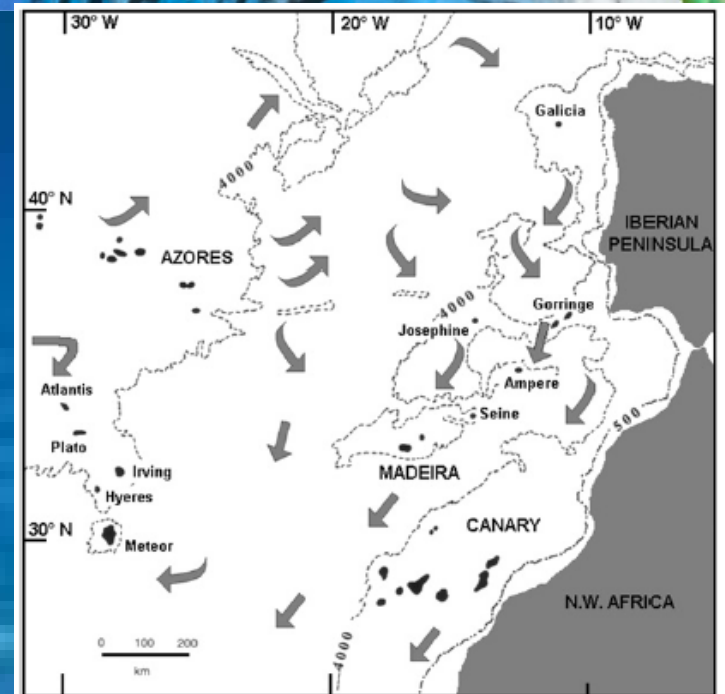 30° W
20° W
10° W
Galicia
4000
40° N
IBERIAN
PENINSULA
AZORES
4000
Gorringe
Josephine
Atlantis
Ampere
Seine
500
Plato
MADEIRA
Irving
Hyeres
CANARY
30° N
Meteor
N.W. AFRICA
0 100 200
km
4000